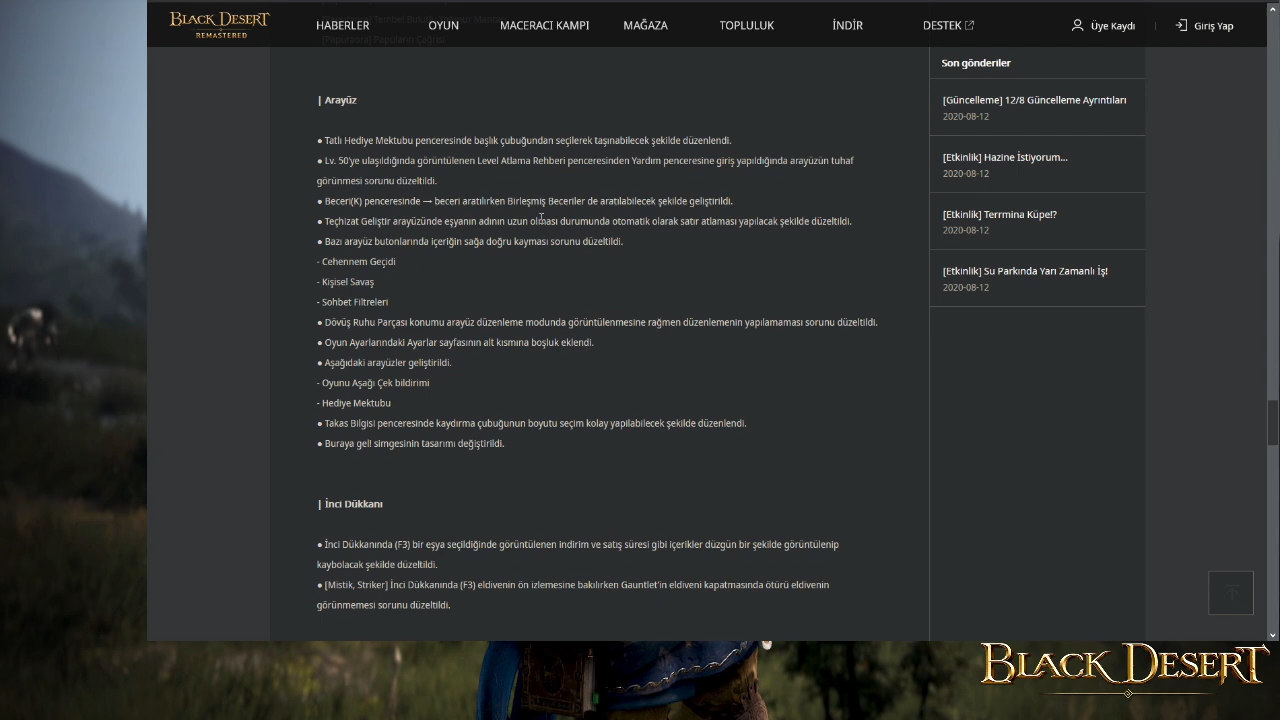 BLACK DESERT
REMASTERED
HABERLER
OYUN
MACERACI KAMPI
MAĞAZA
TOPLULUK
İNDİR
DESTEK
Üye Kaydı
Giriş Yap
| Arayüz
● Tatlı Hediye Mektubu penceresinde başlık çubuğundan seçilerek taşınabilecek şekilde düzenlendi.
● Lv. 50'ye ulaşıldığında görüntülenen Level Atlama Rehberi penceresinden Yardım penceresine giriş yapıldığında arayüzün tuhaf
görünmesi sorunu düzeltildi.
● Beceri(K) penceresinde → beceri aratılırken Birleşmiş Beceriler de aratılabilecek şekilde geliştirildi.
● Teçhizat Geliştir arayüzünde eşyanın adının uzun olması durumunda otomatik olarak satır atlaması yapılacak şekilde düzeltildi.
● Bazı arayüz butonlarında içeriğin sağa doğru kayması sorunu düzeltildi.
- Cehennem Geçidi
- Kişisel Savaş
- Sohbet Filtreleri
● Dövüş Ruhu Parçası konumu arayüz düzenleme modunda görüntülenmesine rağmen düzenlemenin yapılamaması sorunu düzeltildi.
● Oyun Ayarlarındaki Ayarlar sayfasının alt kısmına boşluk eklendi.
● Aşağıdaki arayüzler geliştirildi.
- Oyunu Aşağı Çek bildirimi
- Hediye Mektubu
● Takas Bilgisi penceresinde kaydırma çubuğunun boyutu seçim kolay yapılabilecek şekilde düzenlendi.
● Buraya gel! simgesinin tasarımı değiştirildi.
| İnci Dükkanı
● İnci Dükkanında (F3) bir eşya seçildiğinde görüntülenen indirim ve satış süresi gibi içerikler düzgün bir şekilde görüntülenip
kaybolacak şekilde düzeltildi.
● [Mistik, Striker] İnci Dükkanında (F3) eldivenin ön izlemesine bakılırken Gauntlet'in eldiveni kapatmasında ötürü eldivenin
görünmemesi sorunu düzeltildi.
Son gönderiler
[Güncelleme] 12/8 Güncelleme Ayrıntıları
2020-08-12
[Etkinlik] Hazine İstiyorum...
2020-08-12
[Etkinlik] Terrmina Küpe!?
2020-08-12
[Etkinlik] Su Parkında Yarı Zamanlı İş!
2020-08-12
BLACK DESERT